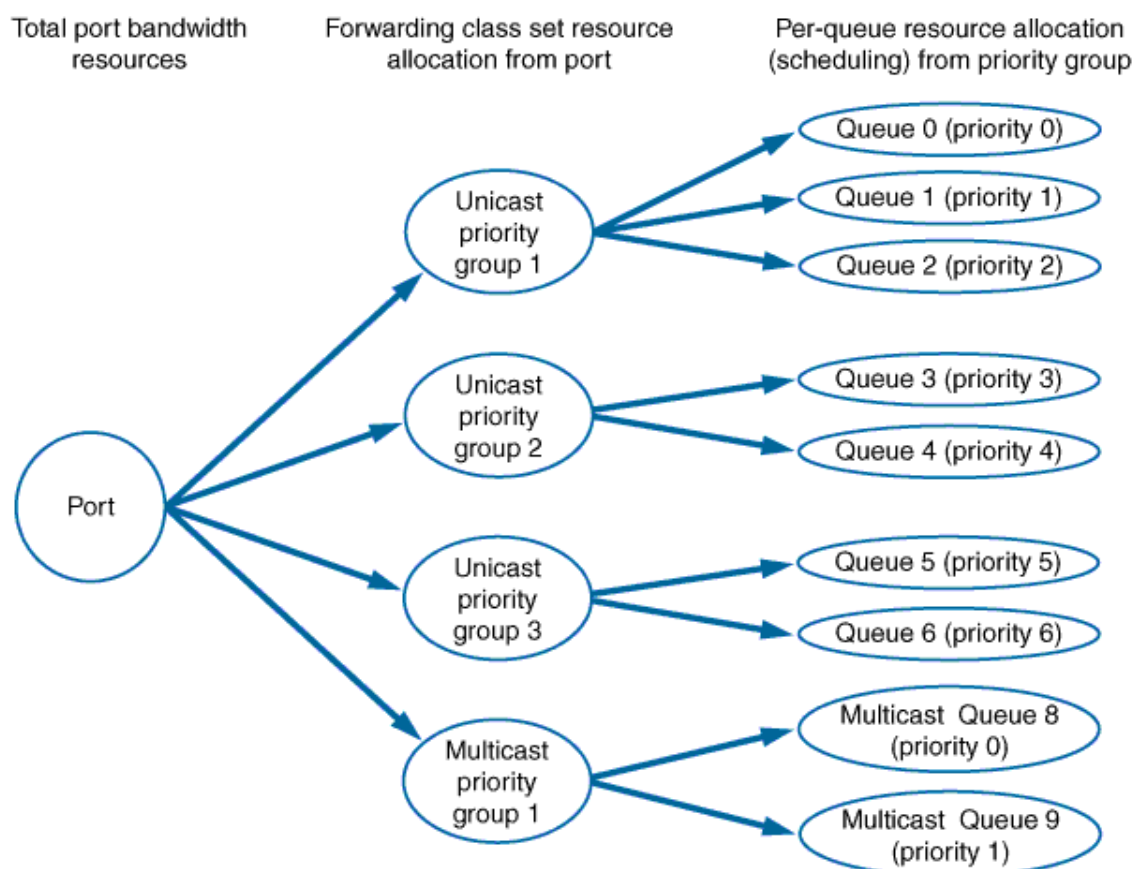 Total port bandwidth
resources
Forwarding class set resource
allocation from port
Per-queue resource allocation
(scheduling) from priority group
Port
Unicast
priority
group 1
Unicast
priority
group 2
Unicast
priority
group 3
Multicast
priority
group 1
Queue 0 (priority 0)
Queue 1 (priority 1)
Queue 2 (priority 2)
Queue 3 (priority 3)
Queue 4 (priority 4)
Queue 5 (priority 5)
Queue 6 (priority 6)
Multicast Queue 8
(priority 0)
Multicast Queue 9
(priority 1)